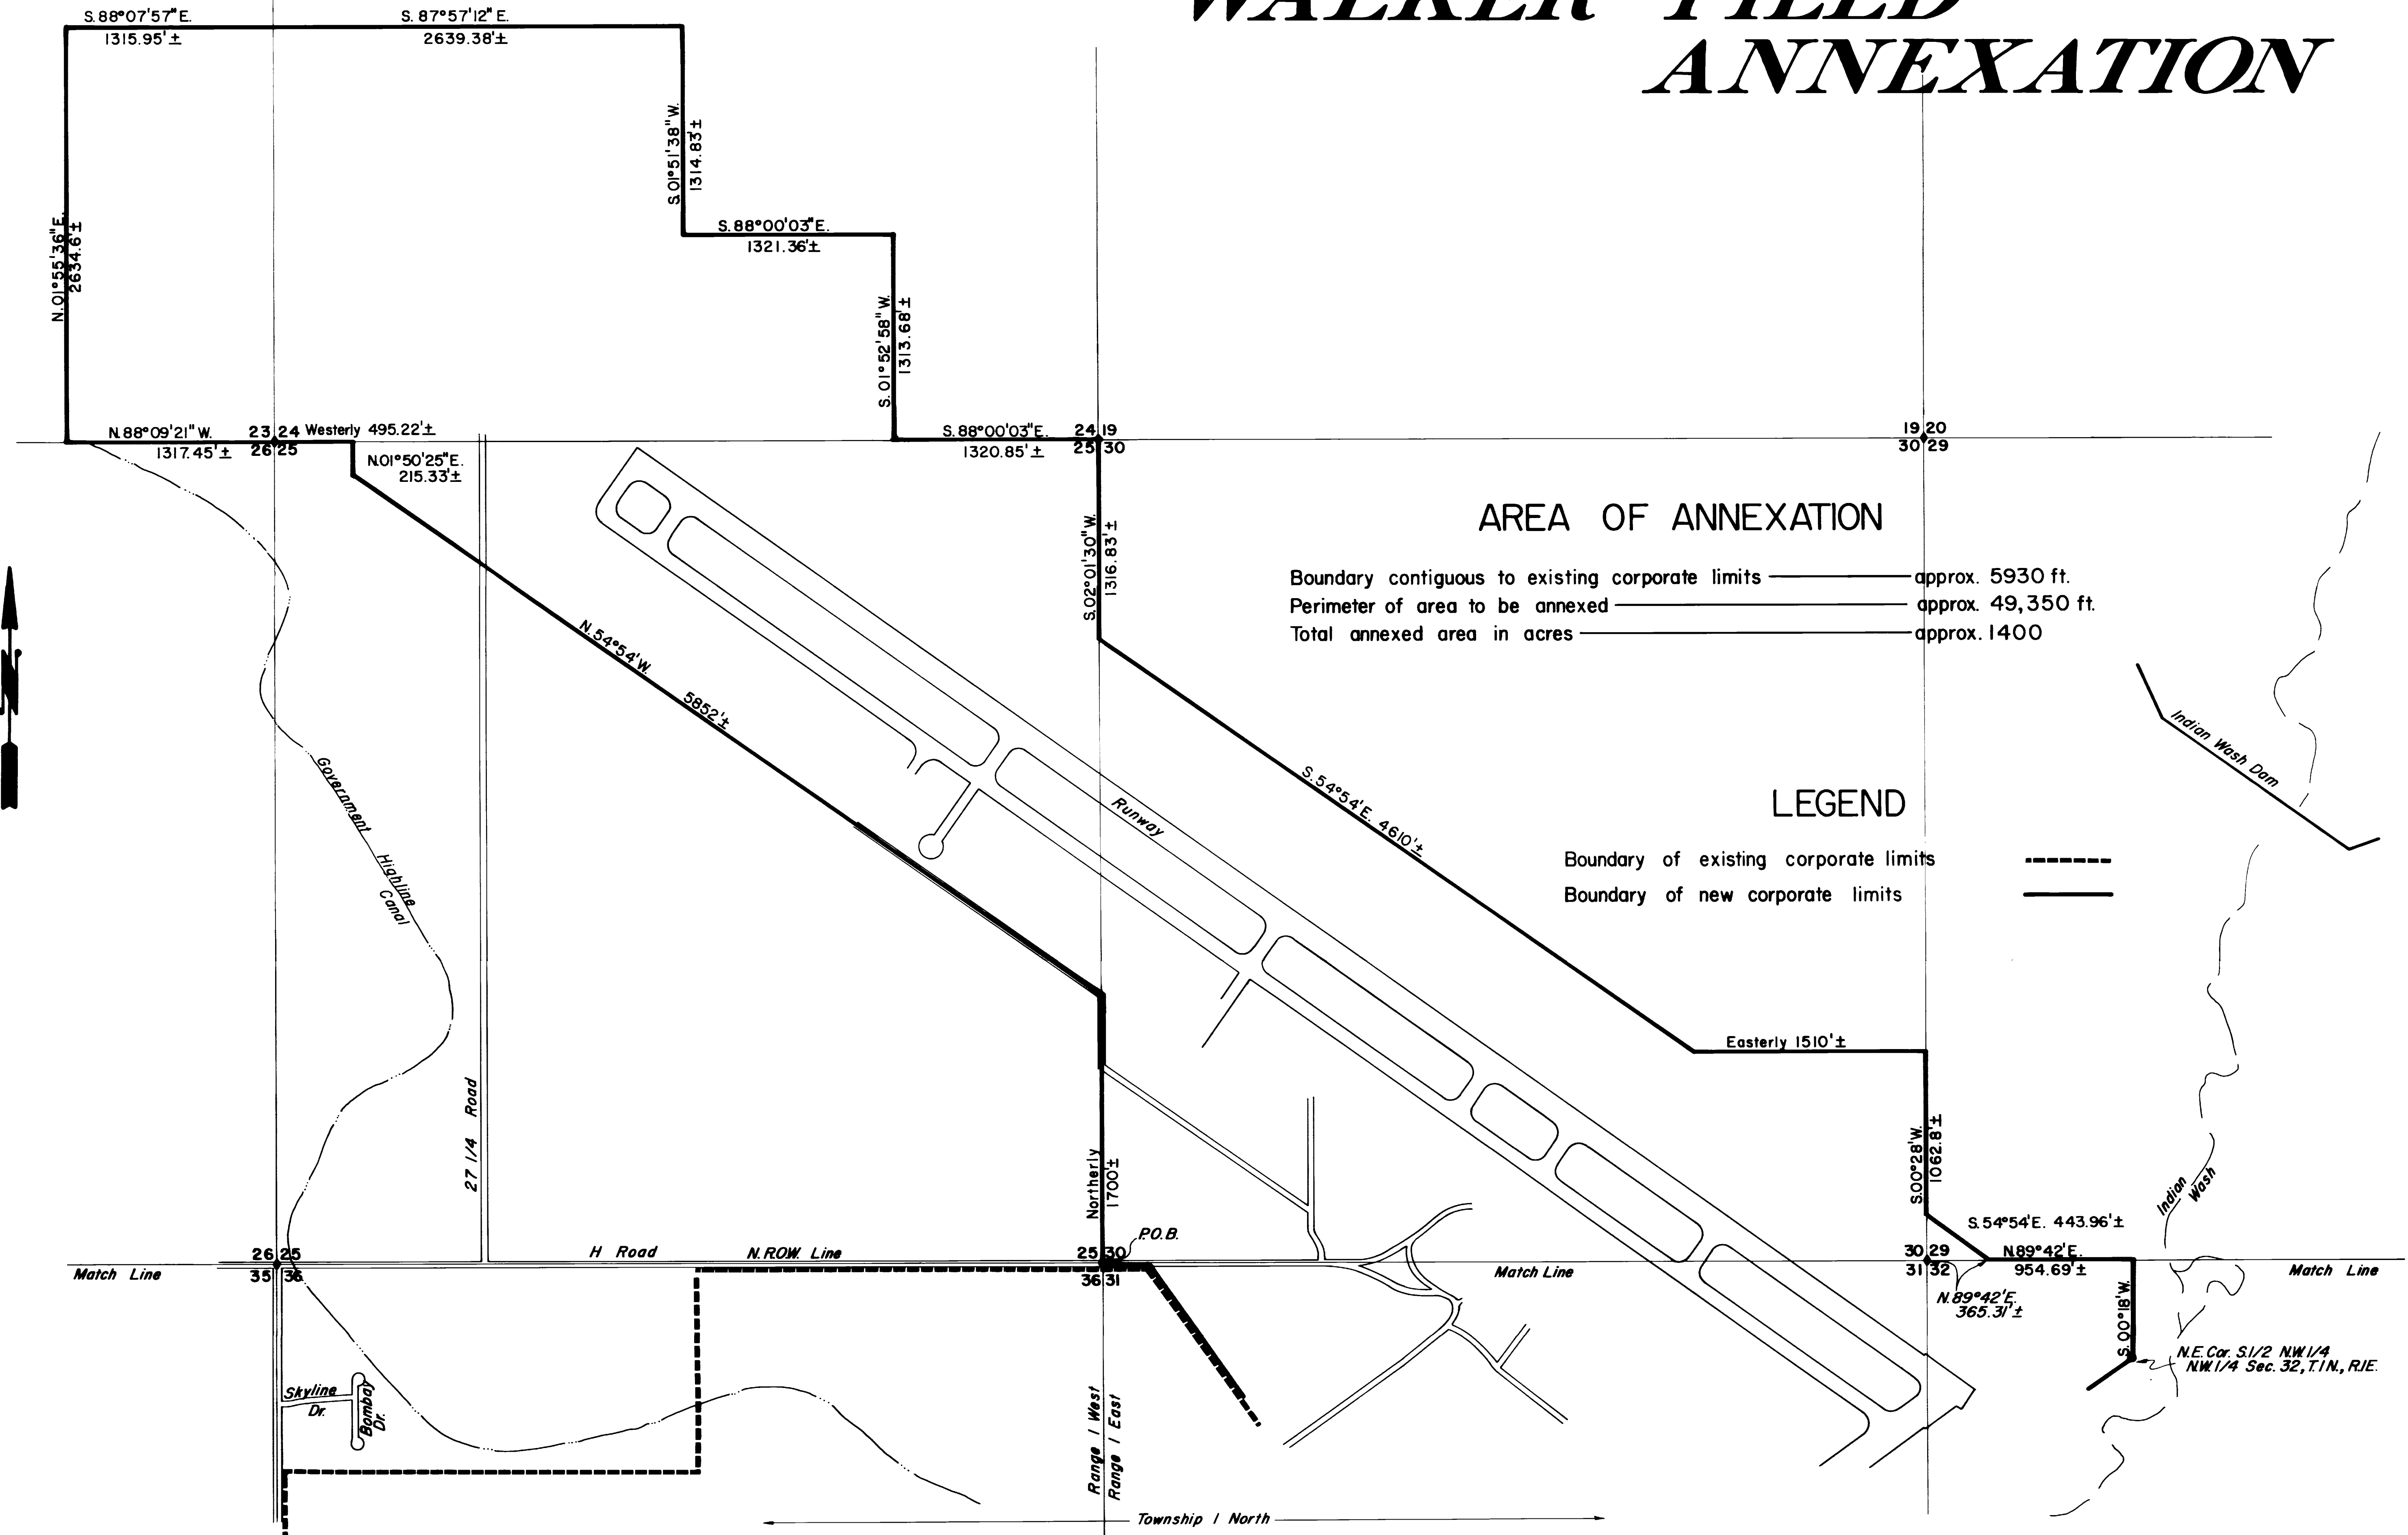 WALKER FIELD
ANNEXATION
S. 88°07'57" E.
1315.95'±
S. 87°57'12" E.
2639.38'±
S. 01°51'38" W.
1314.83'±
S. 88°00'03" E.
1321.36'±
N. 01°55'36" E.
2634.6'±
S. 01°52'58" W.
1313.68'±
N. 88°09'21" W.
1317.45'±
23 24
26 25
Westerly 495.22'±
N.01°50'25"E.
215.33'±
S. 88°00'03"E.
1320.85'±
24 19
25 30
19 20
30 29
S. 02°01'30" W.
1316.83'±
N
AREA OF ANNEXATION
Boundary contiguous to existing corporate limits approx. 5930 ft.
Perimeter of area to be annexed approx. 49,350 ft.
Total annexed area in acres approx. 1400
N. 54°54' W.
5852'±
Indian Wash Dam
Government
Highline
Canal
Runway
S. 54°54' E. 4610'±
LEGEND
Boundary of existing corporate limits
Boundary of new corporate limits
Easterly 1510'±
27 1/4 Road
Northerly
1700'±
S.00°28'W.
1062.8'±
Indian
Wash
S. 54°54'E. 443.96'±
P.O.B.
26 25
35 36
H Road
N. R.O.W. Line
25 30
36 31
30 29
31 32
N.89°42'E.
954.69'±
Match Line
Match Line
Match Line
N. 89°42' E.
365.31'±
S. 00°18' W.
N.E. Cor. S.1/2 N.W.1/4
N.W.1/4 Sec. 32, T.1N., R.1E.
Skyline
Dr.
Bombay
Dr.
Range 1 West
Range 1 East
Township 1 North